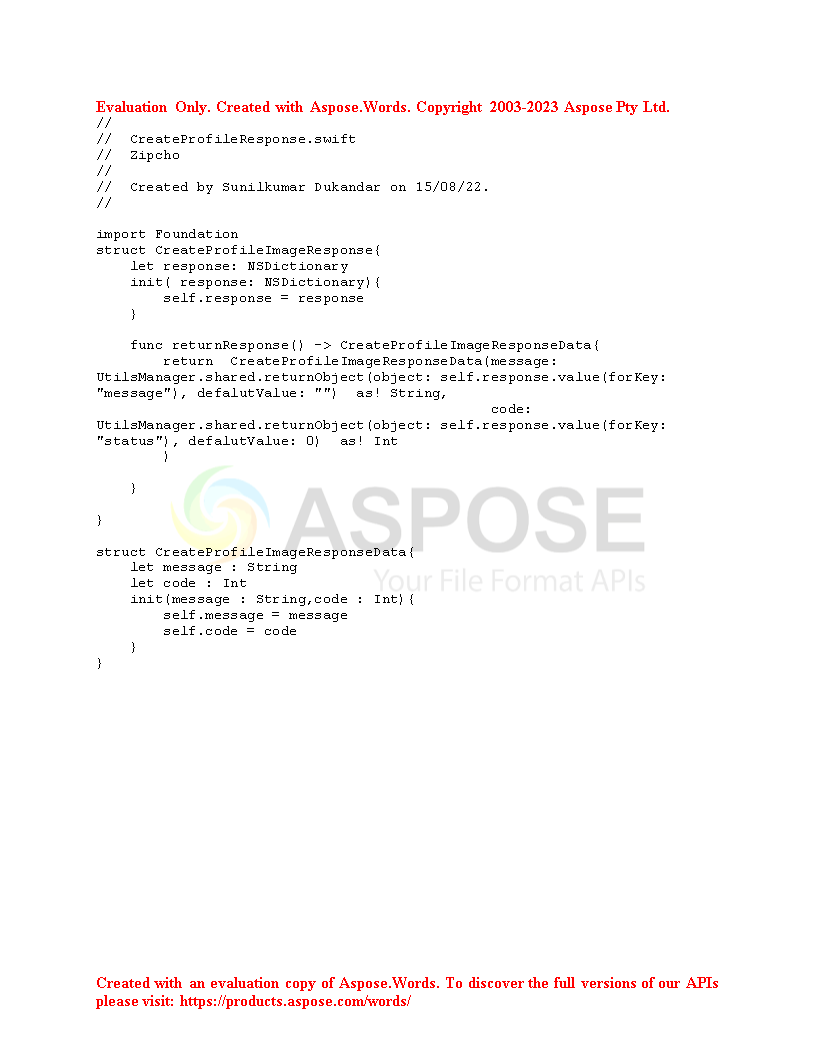 Evaluation Only. Created with Aspose.Words. Copyright 2003-2023 Aspose Pty Ltd.
//
//  CreateProfileResponse.swift
//  Zipcho
//
//  Created by Sunilkumar Dukandar on 15/08/22.
//

import Foundation
struct CreateProfileImageResponse{
    let response: NSDictionary
    init( response: NSDictionary){
        self.response = response
    }

    func returnResponse() -> CreateProfileImageResponseData{
        return  CreateProfileImageResponseData(message:
UtilsManager.shared.returnObject(object: self.response.value(forKey:
"message"), defalutValue: "")  as! String,
                                               code:
UtilsManager.shared.returnObject(object: self.response.value(forKey:
"status"), defalutValue: 0)  as! Int
        )

    }

}
ASPOSE
struct CreateProfileImageResponseData{
    let message : String
    let code : Int
Your File Format APIs
    init(message : String,code : Int){
        self.message = message
        self.code = code
    }
}
Created with an evaluation copy of Aspose.Words. To discover the full versions of our APIs
please visit: https://products.aspose.com/words/